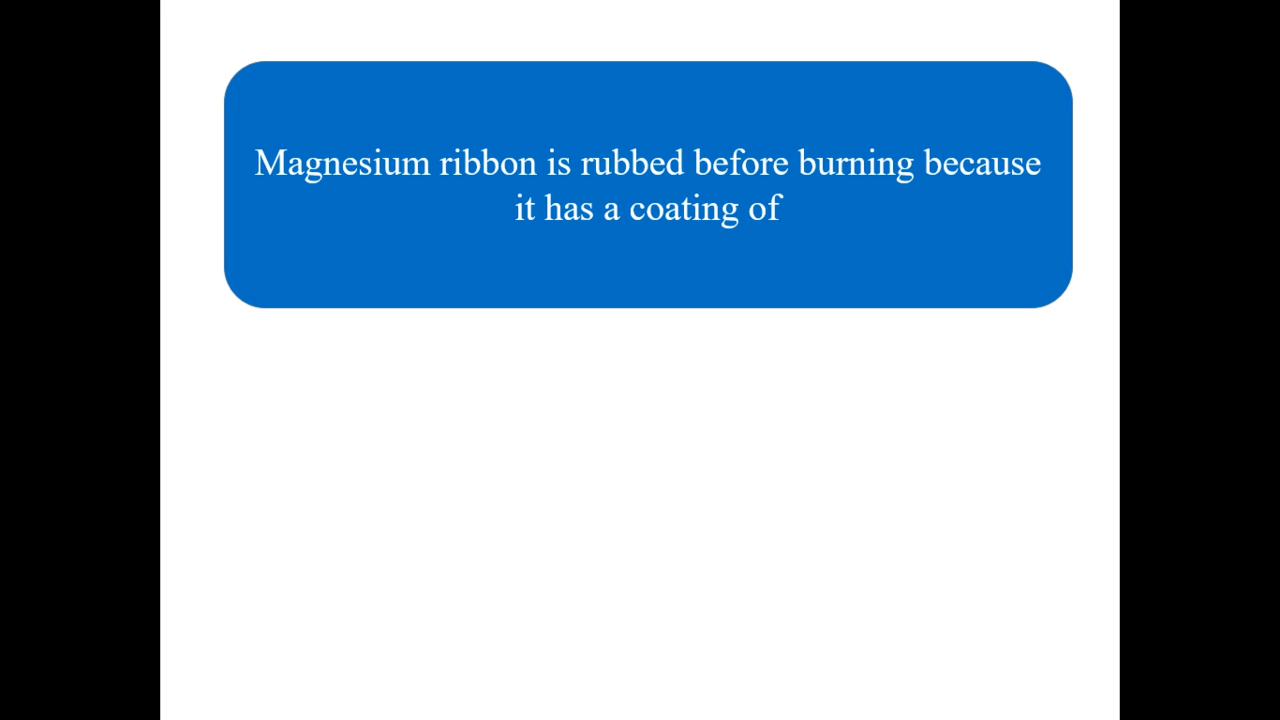 Magnesium ribbon is rubbed before burning because
it has a coating of